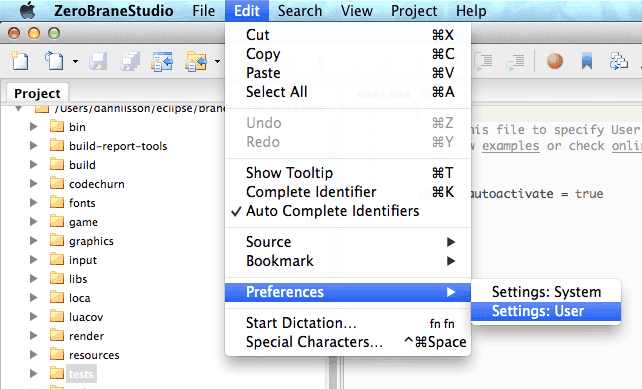 ZeroBraneStudio File Edit Search View Project Help
Project
/Users/dannilsson/eclipse/brane
bin
build-report-tools
build
codechurn
fonts
game
graphics
input
libs
loca
luacov
render
resources
tests
Cut ⌘X
Copy ⌘C
Paste ⌘V
Select All ⌘A
Undo ⌘Z
Redo ⌘Y
Show Tooltip ⌘T
Complete Identifier ⌘K
✓ Auto Complete Identifiers
Source ▶
Bookmark ▶
Preferences ▶
Start Dictation... fn fn
Special Characters... ^⌘Space
Settings: System
Settings: User
his file to specify User
w examples or check onlin
autoactivate = true